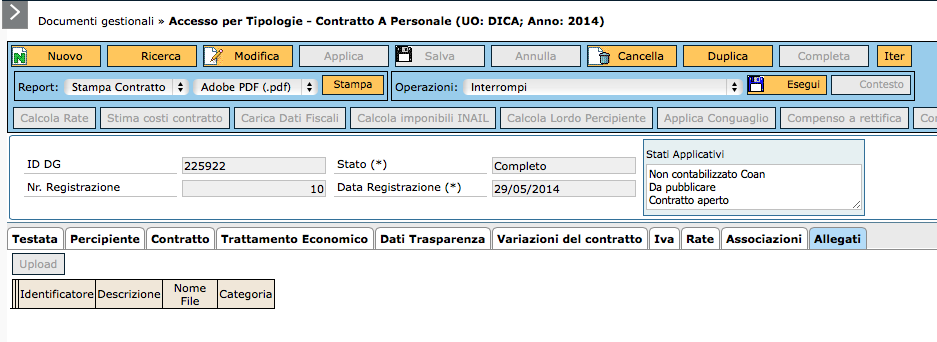 Documenti gestionali » Accesso per Tipologie - Contratto A Personale (UO: DICA; Anno: 2014)
Nuovo Ricerca Modifica Applica Salva Annulla Cancella Duplica Completa Iter
Report: Stampa Contratto Adobe PDF (.pdf) Stampa Operazioni: Interrompi Esegui Contesto
Calcola Rate Stima costi contratto Carica Dati Fiscali Calcola imponibili INAIL Calcola Lordo Percipiente Applica Conguaglio Compenso a rettifica
Stati Applicativi
ID DG 225922 Stato (*) Completo
Nr. Registrazione 10 Data Registrazione (*) 29/05/2014
Non contabilizzato Coan
Da pubblicare
Contratto aperto
Testata Percipiente Contratto Trattamento Economico Dati Trasparenza Variazioni del contratto Iva Rate Associazioni Allegati
Upload
Identificatore Descrizione Nome File Categoria